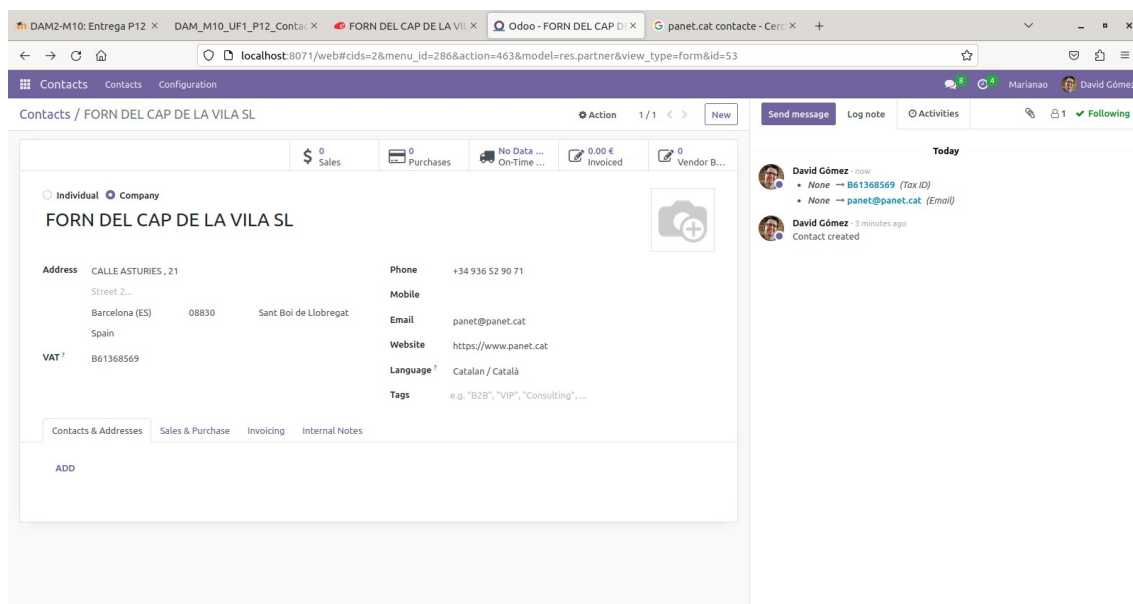 DAM2-M10: Entrega P12
DAM_M10_UF1_P12_Contac
FORN DEL CAP DE LA VIL
Odoo - FORN DEL CAP DE
panet.cat contacte - Cerc
localhost:8071/web#cids=2&menu_id=286&action=463&model=res.partner&view_type=form&id=53
Contacts Contacts Configuration
8 4 Marianao David Gómez
Contacts / FORN DEL CAP DE LA VILA SL
Action 1 / 1 New
Send message Log note Activities 1 Following
0 Sales
0 Purchases
No Data ... On-Time ...
0.00 € Invoiced
0 Vendor B...
Individual Company
FORN DEL CAP DE LA VILA SL
Address CALLE ASTURIES , 21
Street 2...
Barcelona (ES) 08830 Sant Boi de Llobregat
Spain
VAT ? B61368569
Phone +34 936 52 90 71
Mobile
Email panet@panet.cat
Website https://www.panet.cat
Language ? Catalan / Català
Tags e.g. "B2B", "VIP", "Consulting", ...
Contacts & Addresses Sales & Purchase Invoicing Internal Notes
ADD
Today
David Gómez - now
None → B61368569 (Tax ID)
None → panet@panet.cat (Email)
David Gómez - 3 minutes ago
Contact created